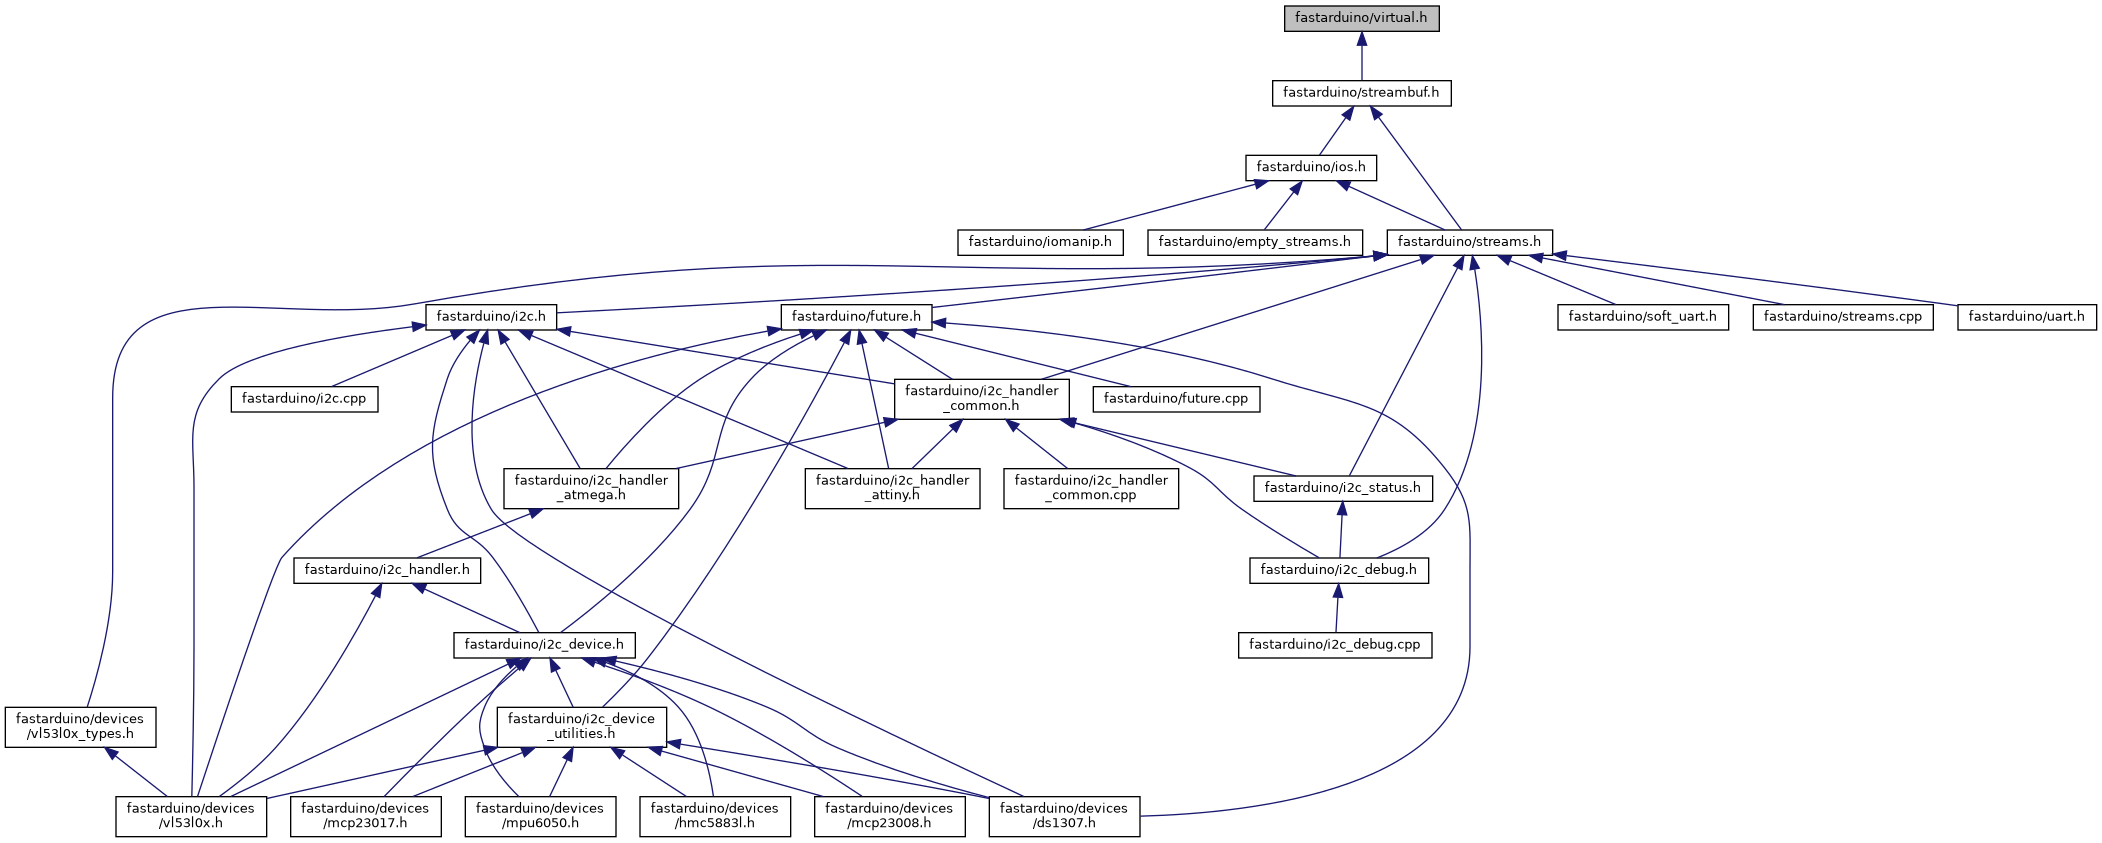 fastarduino/virtual.h
fastarduino/streambuf.h
fastarduino/ios.h
fastarduino/iomanip.h
fastarduino/empty_streams.h
fastarduino/streams.h
fastarduino/i2c.h
fastarduino/future.h
fastarduino/soft_uart.h
fastarduino/streams.cpp
fastarduino/uart.h
fastarduino/i2c.cpp
fastarduino/i2c_handler
_common.h
fastarduino/future.cpp
fastarduino/i2c_handler
_atmega.h
fastarduino/i2c_handler
_attiny.h
fastarduino/i2c_handler
_common.cpp
fastarduino/i2c_status.h
fastarduino/i2c_handler.h
fastarduino/i2c_debug.h
fastarduino/i2c_device.h
fastarduino/i2c_debug.cpp
fastarduino/devices
/vl53l0x_types.h
fastarduino/i2c_device
_utilities.h
fastarduino/devices
/vl53l0x.h
fastarduino/devices
/mcp23017.h
fastarduino/devices
/mpu6050.h
fastarduino/devices
/hmc5883l.h
fastarduino/devices
/mcp23008.h
fastarduino/devices
/ds1307.h